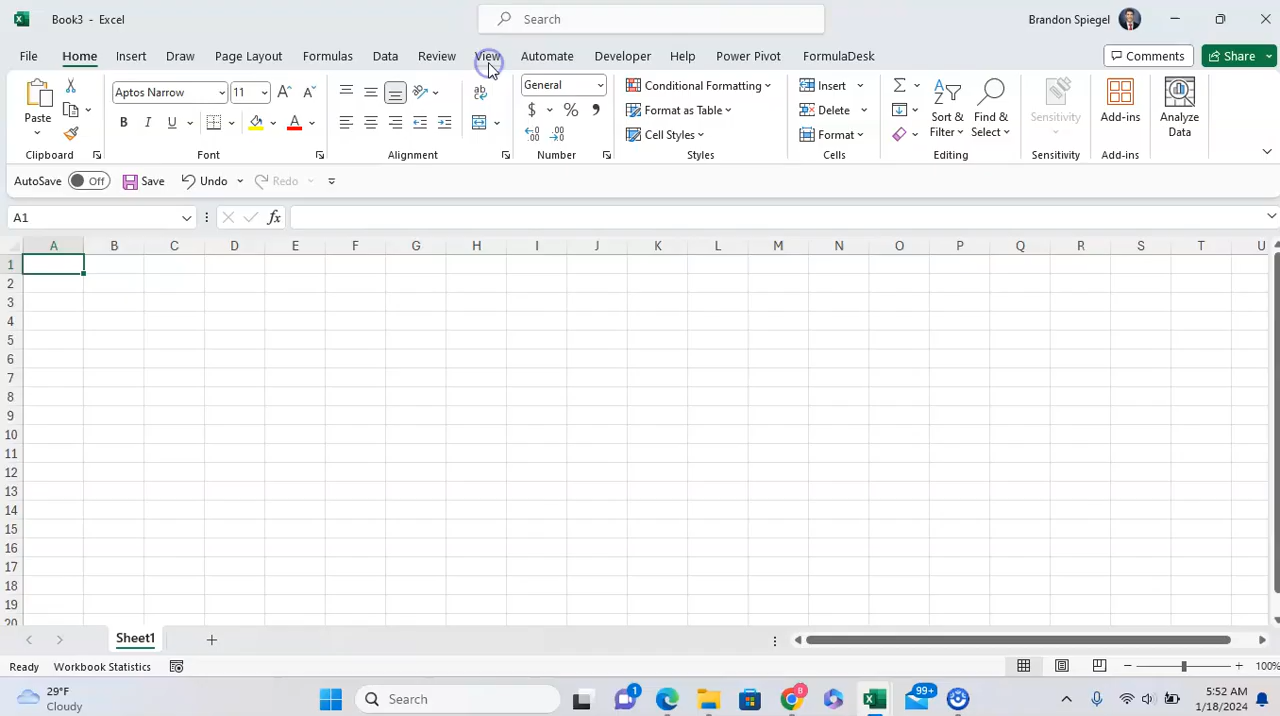 Book3 - Excel
Search
Brandon Spiegel
File Home Insert Draw Page Layout Formulas Data Review View Automate Developer Help Power Pivot FormulaDesk
Comments
Share
Paste
Clipboard
Aptos Narrow 11
B I U
Font
Alignment
General
$ % ,
Number
Conditional Formatting
Format as Table
Cell Styles
Styles
Insert
Delete
Format
Cells
Sort & Filter
Find & Select
Editing
Sensitivity
Sensitivity
Add-ins
Add-ins
Analyze Data
AutoSave Off Save Undo Redo
A1 fx
A B C D E F G H I J K L M N O P Q R S T U
1
2
3
4
5
6
7
8
9
10
11
12
13
14
15
16
17
18
19
20
Sheet1
Ready Workbook Statistics 100%
29°F
Cloudy
Search
1
99+
5:52 AM
1/18/2024